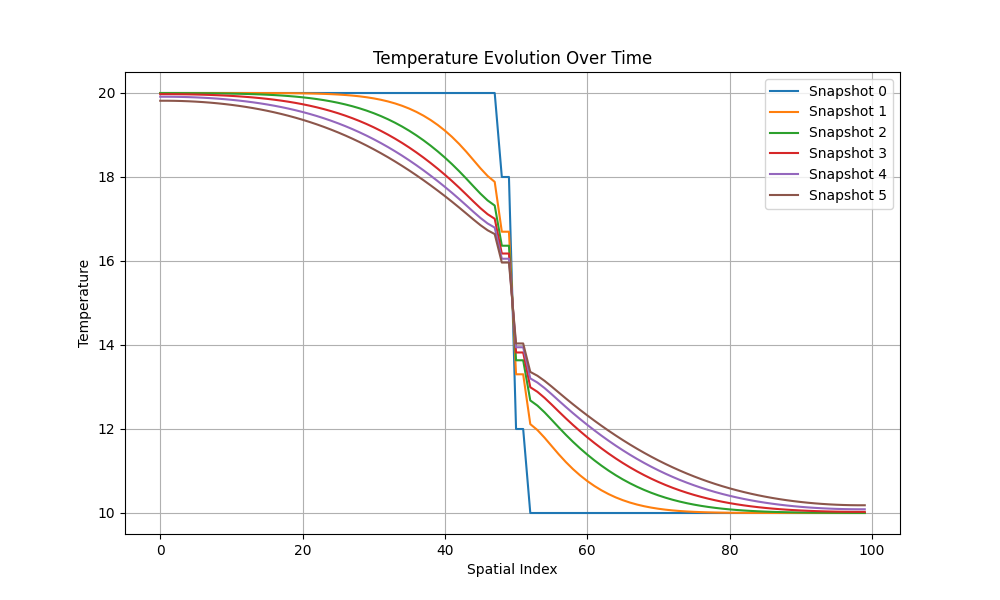 Temperature Evolution Over Time
Snapshot 0
Snapshot 1
Snapshot 2
Snapshot 3
Snapshot 4
Snapshot 5
Temperature
20
18
16
14
12
10
0
20
40
60
80
100
Spatial Index